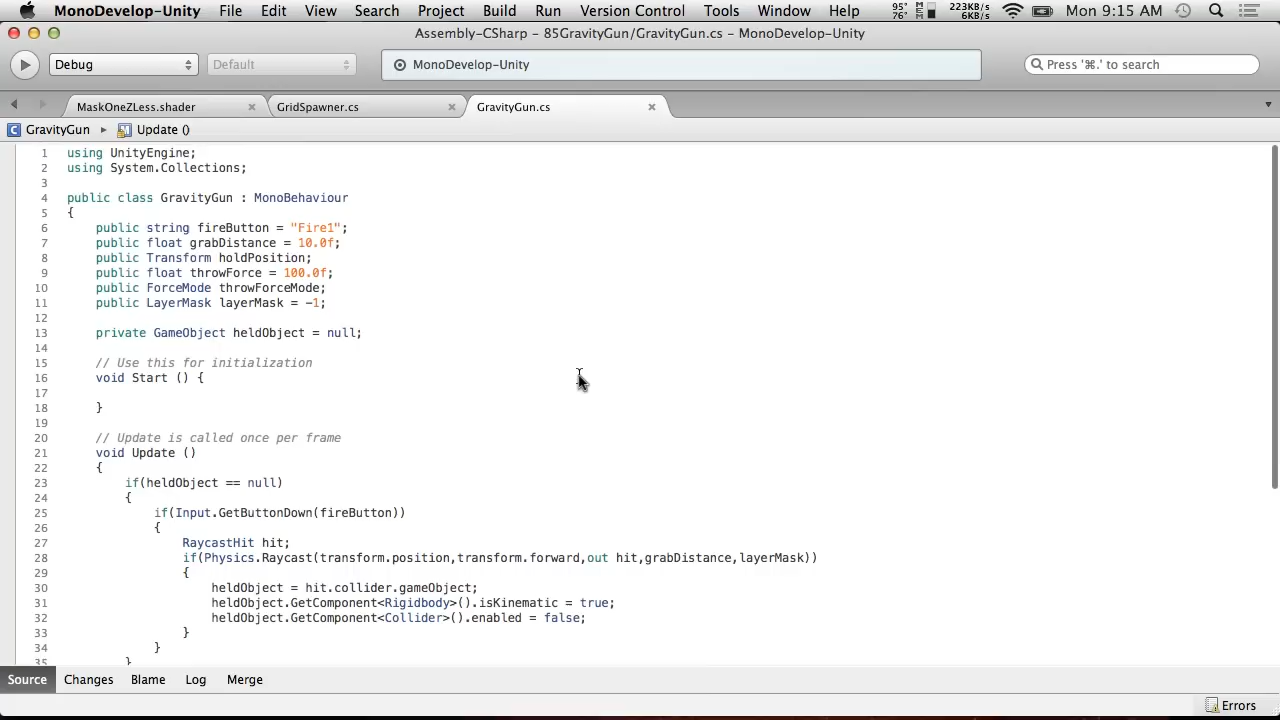 MonoDevelop-Unity File Edit View Search Project Build Run Version Control Tools Window Help 95° 76° MEM 223KB/s 6KB/s Mon 9:15 AM
Assembly-CSharp – 85GravityGun/GravityGun.cs – MonoDevelop-Unity
Debug Default MonoDevelop-Unity Press '⌘.' to search
MaskOneZLess.shader GridSpawner.cs GravityGun.cs
GravityGun Update ()
1 using UnityEngine;
2 using System.Collections;
3
4 public class GravityGun : MonoBehaviour
5 {
6 public string fireButton = "Fire1";
7 public float grabDistance = 10.0f;
8 public Transform holdPosition;
9 public float throwForce = 100.0f;
10 public ForceMode throwForceMode;
11 public LayerMask layerMask = -1;
12
13 private GameObject heldObject = null;
14
15 // Use this for initialization
16 void Start () {
17
18 }
19
20 // Update is called once per frame
21 void Update ()
22 {
23 if(heldObject == null)
24 {
25 if(Input.GetButtonDown(fireButton))
26 {
27 RaycastHit hit;
28 if(Physics.Raycast(transform.position,transform.forward,out hit,grabDistance,layerMask))
29 {
30 heldObject = hit.collider.gameObject;
31 heldObject.GetComponent<Rigidbody>().isKinematic = true;
32 heldObject.GetComponent<Collider>().enabled = false;
33 }
34 }
35 }
Source Changes Blame Log Merge
Errors